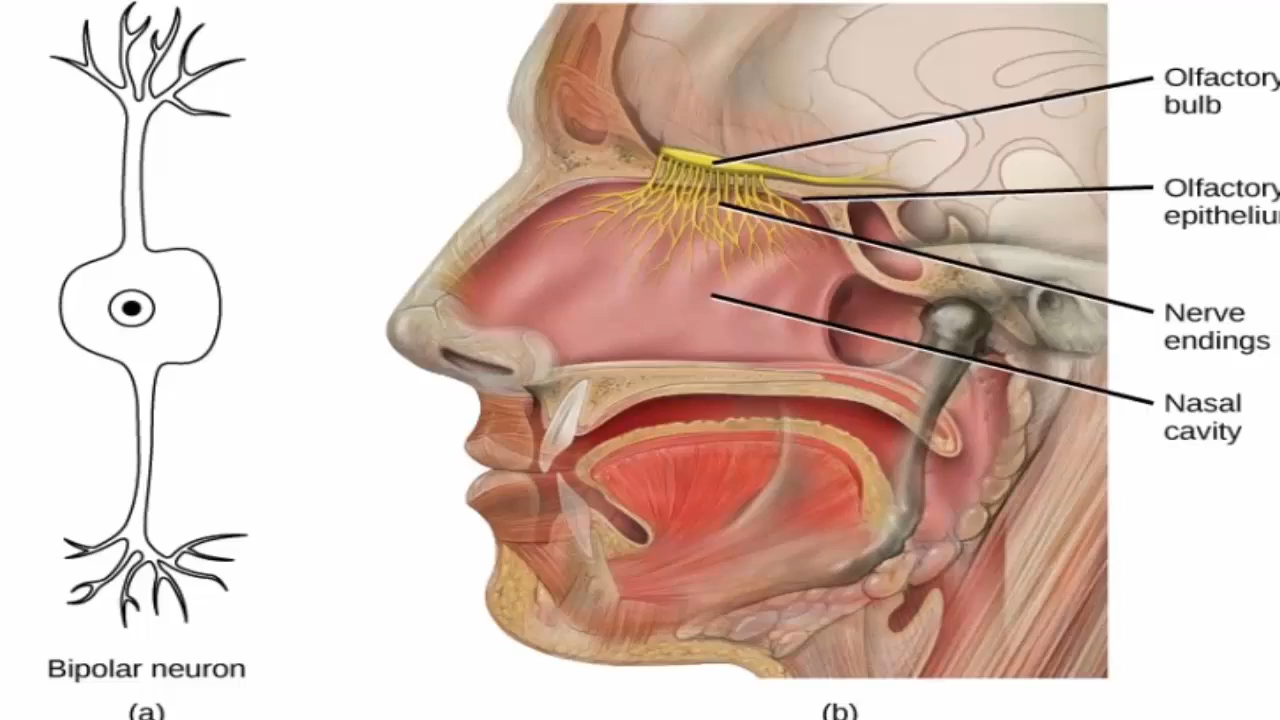 Olfactory
bulb
Olfactory
epitheliu
Nerve
endings
Nasal
cavity
Bipolar neuron
(a)
(b)